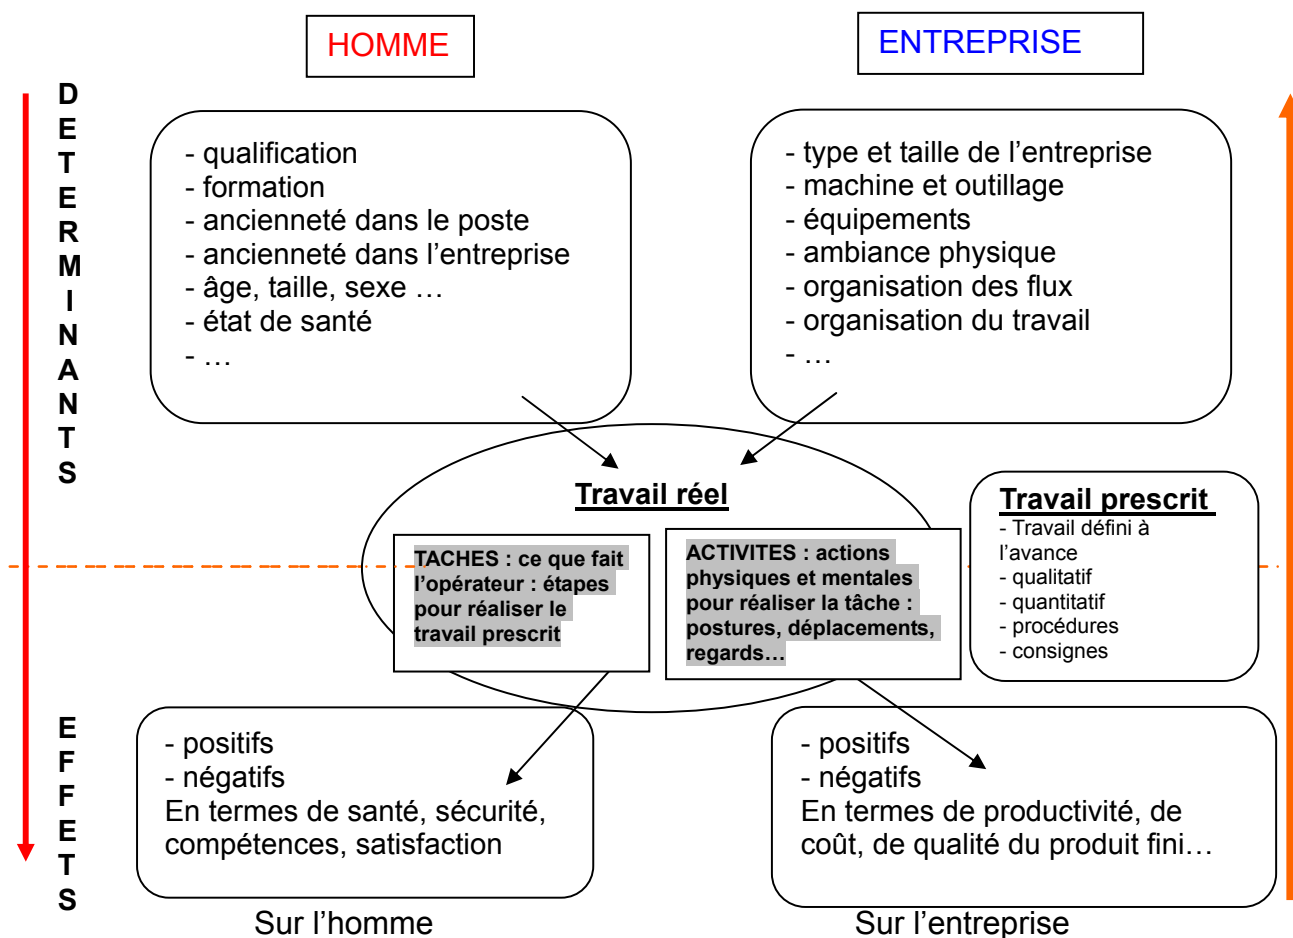 HOMME
ENTREPRISE
DETERMINANTS
- qualification
- formation
- ancienneté dans le poste
- ancienneté dans l’entreprise
- âge, taille, sexe …
- état de santé
- …
- type et taille de l’entreprise
- machine et outillage
- équipements
- ambiance physique
- organisation des flux
- organisation du travail
- …
Travail réel
TACHES : ce que fait
l’opérateur : étapes
pour réaliser le
travail prescrit
ACTIVITES : actions
physiques et mentales
pour réaliser la tâche :
postures, déplacements,
regards…
Travail prescrit
- Travail défini à
l’avance
- qualitatif
- quantitatif
- procédures
- consignes
EFFETS
- positifs
- négatifs
En termes de santé, sécurité,
compétences, satisfaction
- positifs
- négatifs
En termes de productivité, de
coût, de qualité du produit fini…
Sur l’homme
Sur l’entreprise